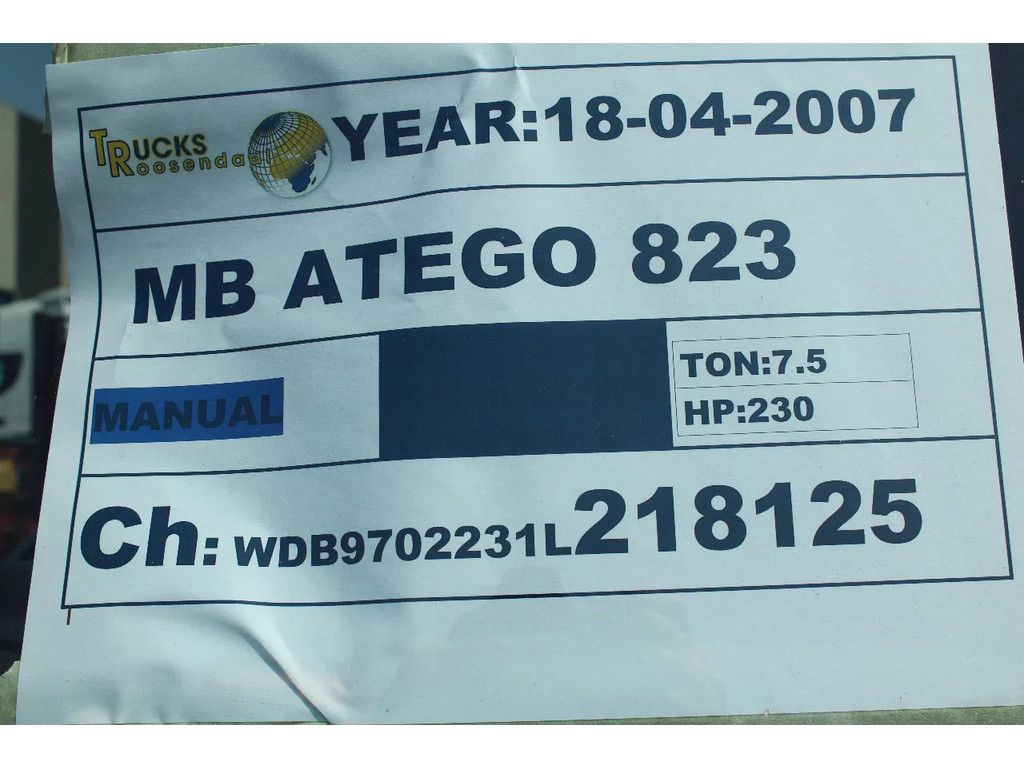 TRUCKS
Roosendaal
YEAR:18-04-2007
MB ATEGO 823
MANUAL
TON:7.5
HP:230
Ch: WDB9702231L218125